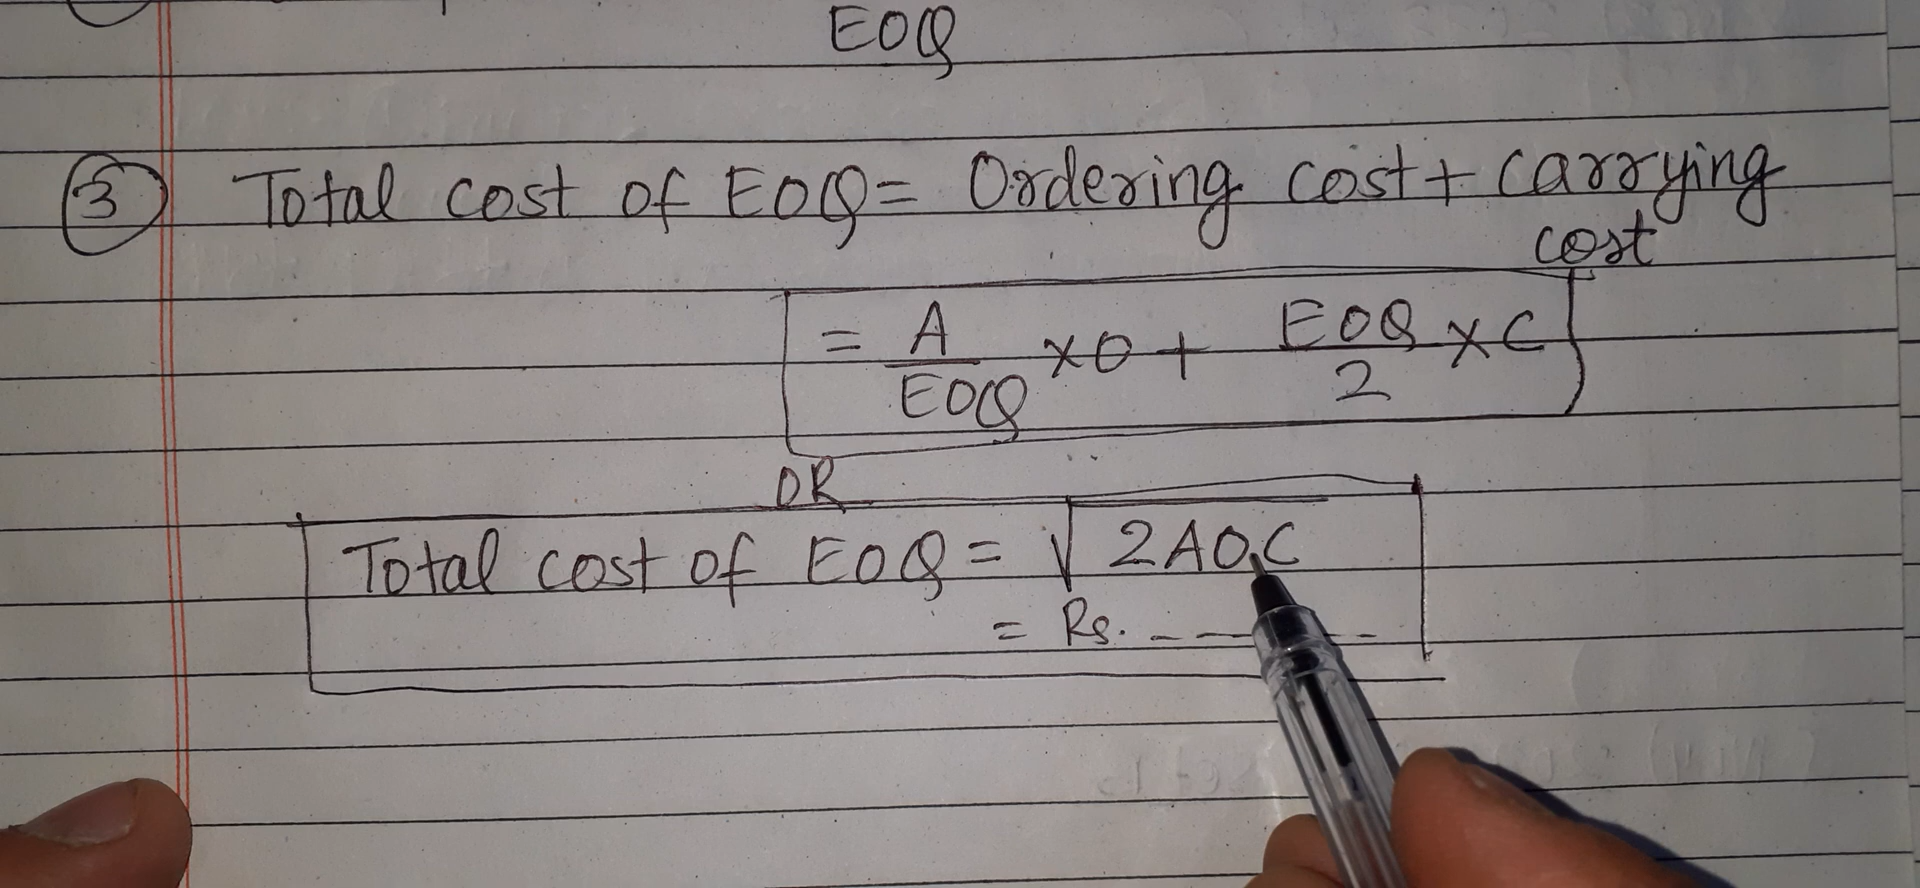 EOQ
3 Total cost of EOQ = Ordering cost + carrying
cost
= A/EOQ × O + EOQ/2 × C
OR
Total cost of EOQ = √2AOC
= Rs. _ _ _ _